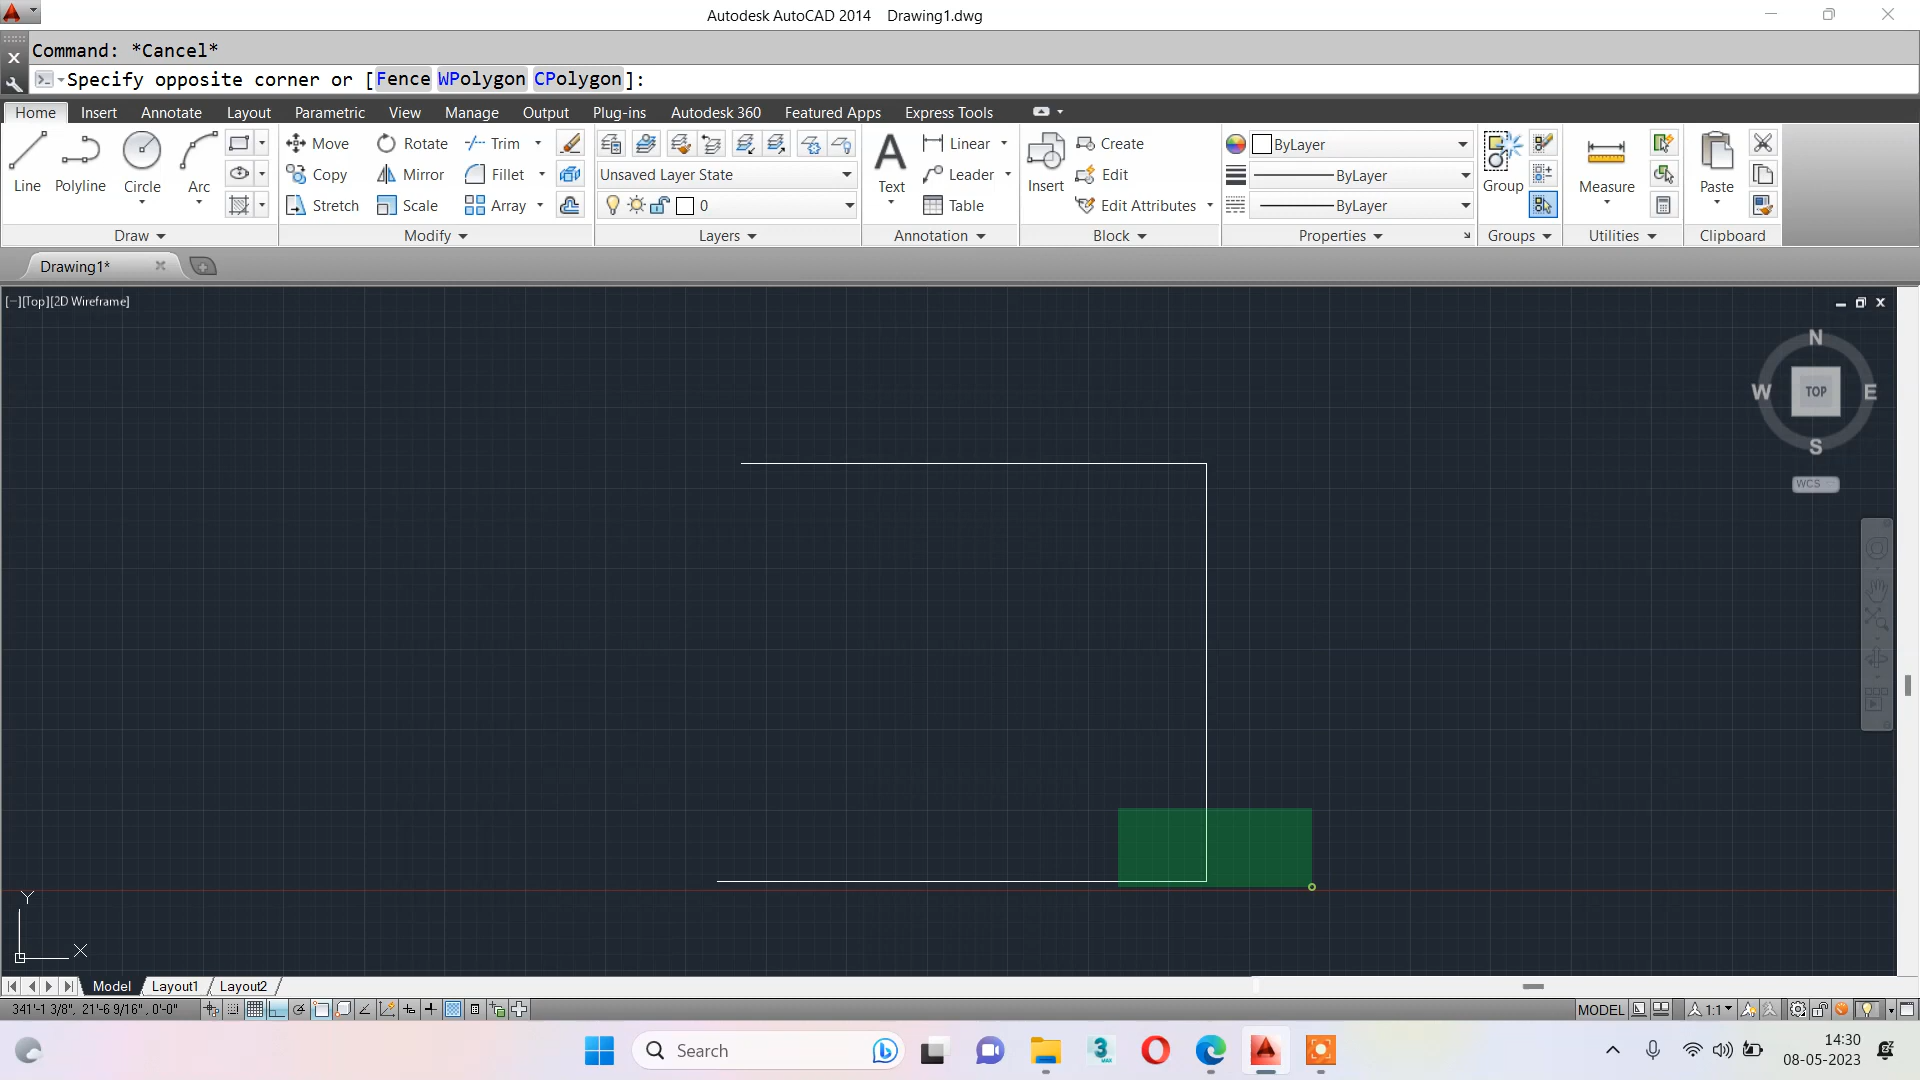 Autodesk AutoCAD 2014 Drawing1.dwg
Command: *Cancel*
Specify opposite corner or [Fence WPolygon CPolygon]:
Home Insert Annotate Layout Parametric View Manage Output Plug-ins Autodesk 360 Featured Apps Express Tools
Line Polyline Circle Arc
Draw
Move Rotate Trim
Copy Mirror Fillet
Stretch Scale Array
Modify
Unsaved Layer State
0
Layers
Text
Linear
Leader
Table
Annotation
Insert
Create
Edit
Edit Attributes
Block
ByLayer
ByLayer
ByLayer
Properties
Group
Groups
Measure
Utilities
Paste
Clipboard
Drawing1*
[−][Top][2D Wireframe]
N
W TOP E
S
WCS
Y
X
Model Layout1 Layout2
341'-1 3/8", 21'-6 9/16" , 0'-0" MODEL 1:1
Search
3
MAX
14:30
08-05-2023